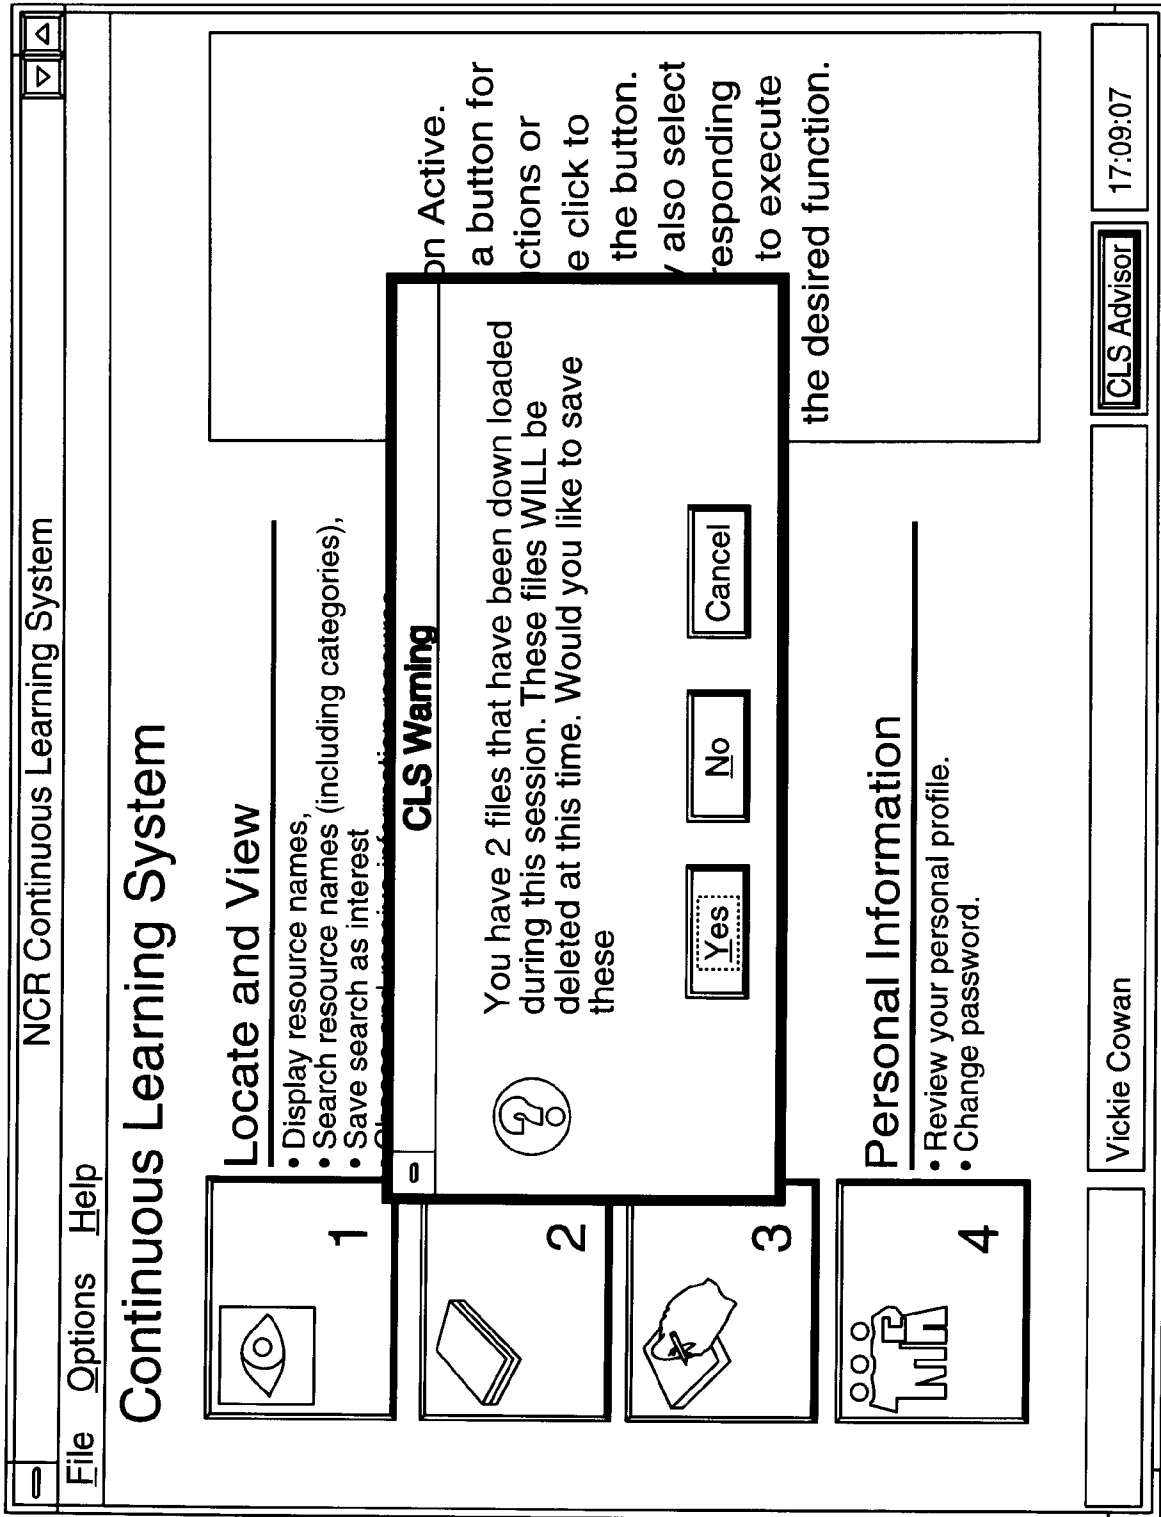 NCR Continuous Learning System
File Options Help
Continuous Learning System
1
Locate and View
• Display resource names,
• Search resource names (including categories),
• Save search as interest
on Active.
a button for
ctions or
e click to
the button.
also select
responding
to execute
the desired function.
CLS Warning
You have 2 files that have been down loaded
during this session. These files WILL be
deleted at this time. Would you like to save
these
Yes No Cancel
2
3
4
Personal Information
• Review your personal profile.
• Change password.
Vickie Cowan CLS Advisor 17:09:07